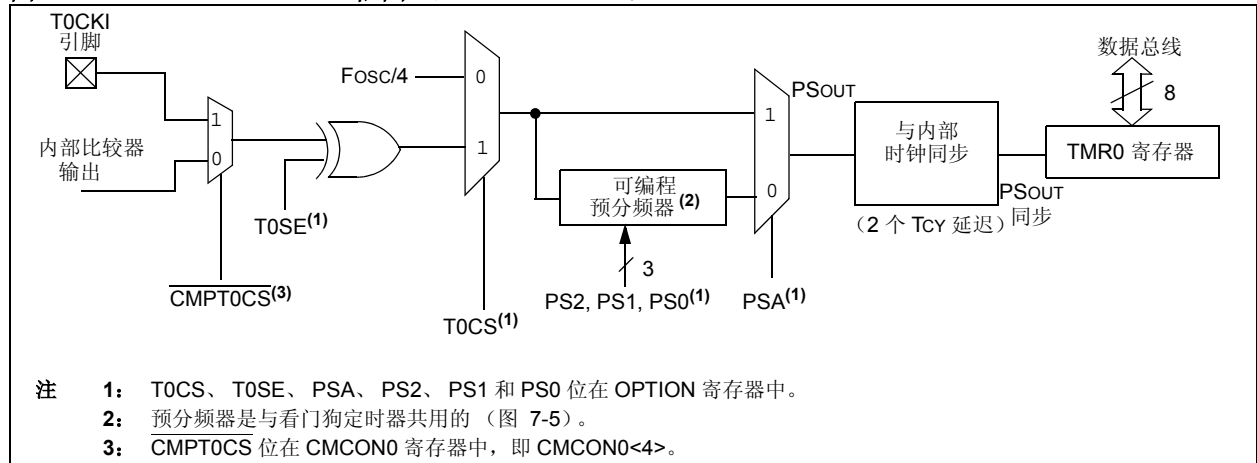 T0CKI
引脚
数据总线
FOSC/4
0
PSOUT
8
1
1
与内部
时钟同步
TMR0 寄存器
内部比较器
输出
0
1
可编程
预分频器(2)
0
PSOUT
同步
T0SE(1)
(2 个 TCY 延迟)
3
CMPT0CS(3)
PS2, PS1, PS0(1)
PSA(1)
T0CS(1)
注 1: T0CS、 T0SE、 PSA、 PS2、 PS1 和 PS0 位在 OPTION 寄存器中。
2: 预分频器是与看门狗定时器共用的 (图 7-5)。
3: CMPT0CS 位在 CMCON0 寄存器中,即 CMCON0<4>。